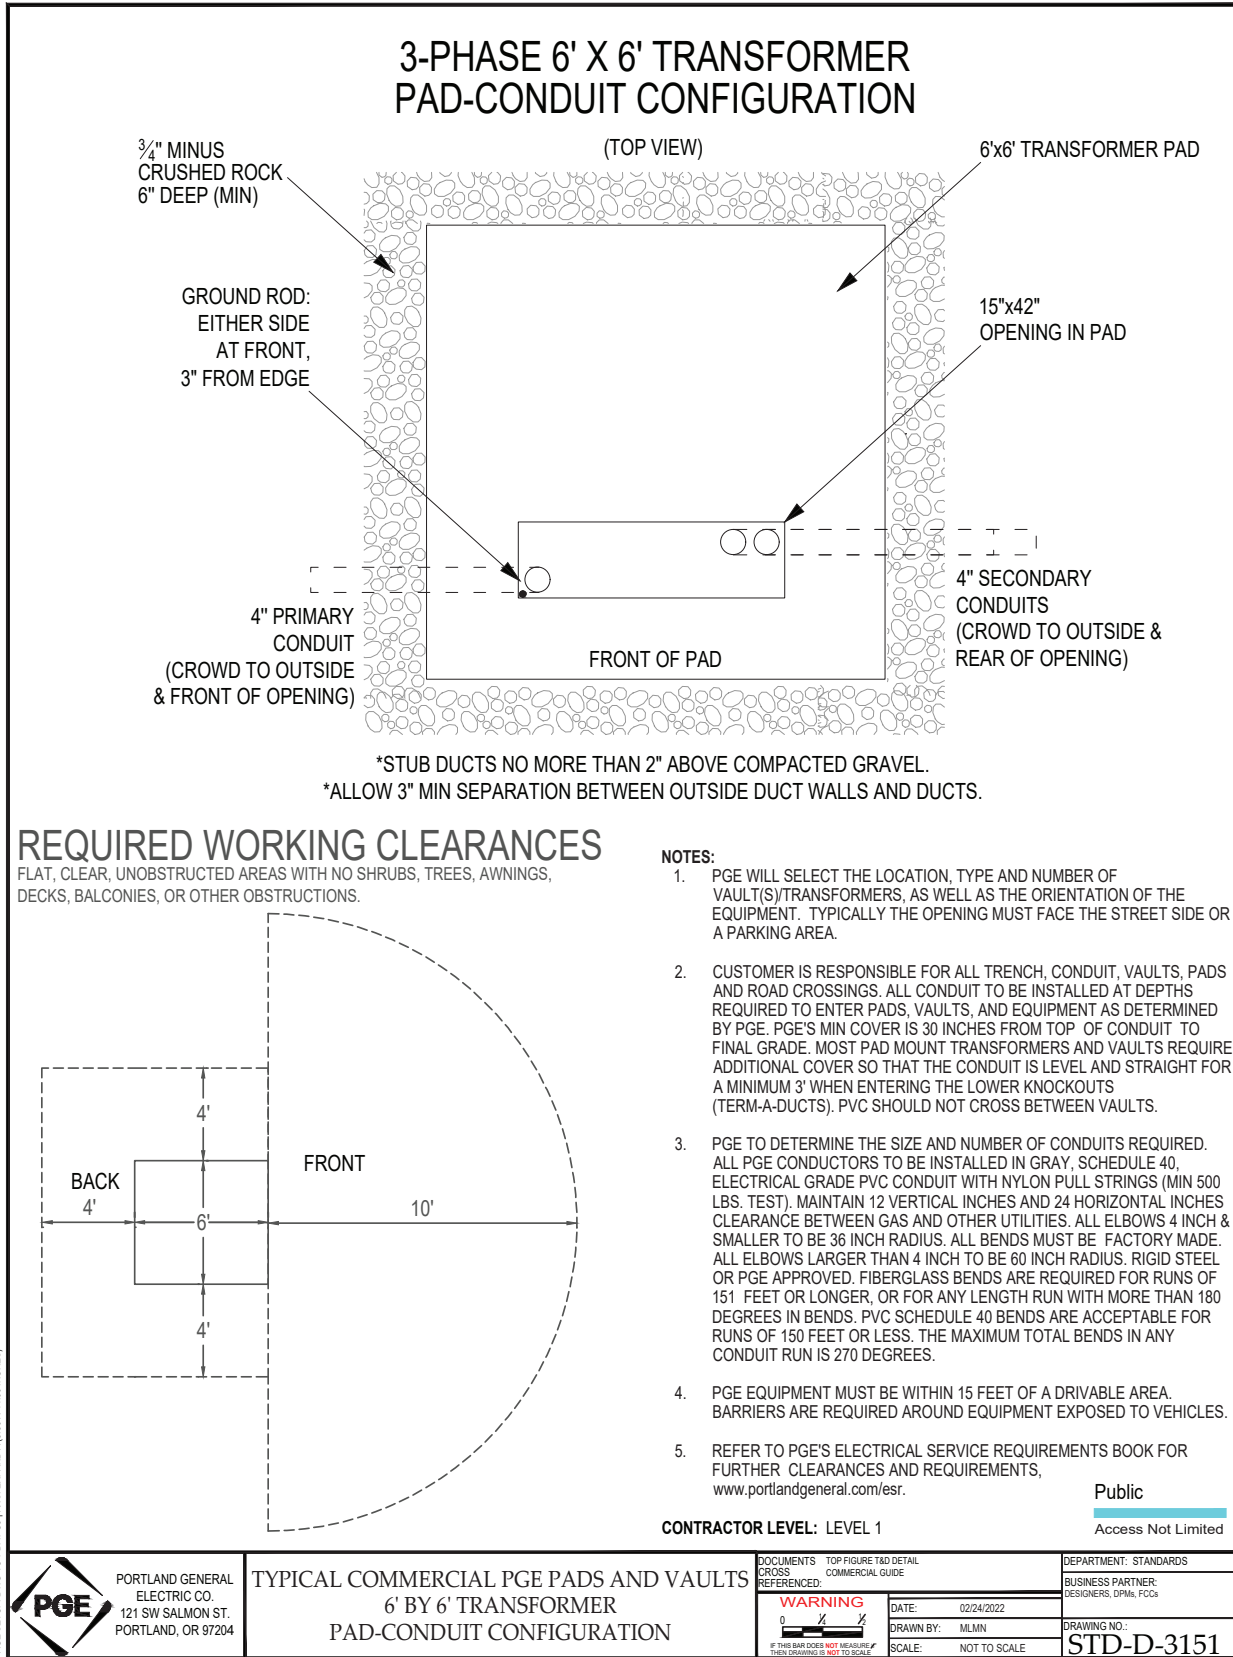 3-PHASE 6' X 6' TRANSFORMER
PAD-CONDUIT CONFIGURATION
(TOP VIEW)
3/4" MINUS
CRUSHED ROCK
6" DEEP (MIN)
6'x6' TRANSFORMER PAD
GROUND ROD:
EITHER SIDE
AT FRONT,
3" FROM EDGE
15"x42"
OPENING IN PAD
4" PRIMARY
CONDUIT
(CROWD TO OUTSIDE
& FRONT OF OPENING)
FRONT OF PAD
4" SECONDARY
CONDUITS
(CROWD TO OUTSIDE &
REAR OF OPENING)
*STUB DUCTS NO MORE THAN 2" ABOVE COMPACTED GRAVEL.
*ALLOW 3" MIN SEPARATION BETWEEN OUTSIDE DUCT WALLS AND DUCTS.
REQUIRED WORKING CLEARANCES
FLAT, CLEAR, UNOBSTRUCTED AREAS WITH NO SHRUBS, TREES, AWNINGS,
DECKS, BALCONIES, OR OTHER OBSTRUCTIONS.
4'
BACK
4'
6'
FRONT
10'
4'
NOTES:
1. PGE WILL SELECT THE LOCATION, TYPE AND NUMBER OF
VAULT(S)/TRANSFORMERS, AS WELL AS THE ORIENTATION OF THE
EQUIPMENT. TYPICALLY THE OPENING MUST FACE THE STREET SIDE OR
A PARKING AREA.
2. CUSTOMER IS RESPONSIBLE FOR ALL TRENCH, CONDUIT, VAULTS, PADS
AND ROAD CROSSINGS. ALL CONDUIT TO BE INSTALLED AT DEPTHS
REQUIRED TO ENTER PADS, VAULTS, AND EQUIPMENT AS DETERMINED
BY PGE. PGE'S MIN COVER IS 30 INCHES FROM TOP OF CONDUIT TO
FINAL GRADE. MOST PAD MOUNT TRANSFORMERS AND VAULTS REQUIRE
ADDITIONAL COVER SO THAT THE CONDUIT IS LEVEL AND STRAIGHT FOR
A MINIMUM 3' WHEN ENTERING THE LOWER KNOCKOUTS
(TERM-A-DUCTS). PVC SHOULD NOT CROSS BETWEEN VAULTS.
3. PGE TO DETERMINE THE SIZE AND NUMBER OF CONDUITS REQUIRED.
ALL PGE CONDUCTORS TO BE INSTALLED IN GRAY, SCHEDULE 40,
ELECTRICAL GRADE PVC CONDUIT WITH NYLON PULL STRINGS (MIN 500
LBS. TEST). MAINTAIN 12 VERTICAL INCHES AND 24 HORIZONTAL INCHES
CLEARANCE BETWEEN GAS AND OTHER UTILITIES. ALL ELBOWS 4 INCH &
SMALLER TO BE 36 INCH RADIUS. ALL BENDS MUST BE FACTORY MADE.
ALL ELBOWS LARGER THAN 4 INCH TO BE 60 INCH RADIUS. RIGID STEEL
OR PGE APPROVED. FIBERGLASS BENDS ARE REQUIRED FOR RUNS OF
151 FEET OR LONGER, OR FOR ANY LENGTH RUN WITH MORE THAN 180
DEGREES IN BENDS. PVC SCHEDULE 40 BENDS ARE ACCEPTABLE FOR
RUNS OF 150 FEET OR LESS. THE MAXIMUM TOTAL BENDS IN ANY
CONDUIT RUN IS 270 DEGREES.
4. PGE EQUIPMENT MUST BE WITHIN 15 FEET OF A DRIVABLE AREA.
BARRIERS ARE REQUIRED AROUND EQUIPMENT EXPOSED TO VEHICLES.
5. REFER TO PGE'S ELECTRICAL SERVICE REQUIREMENTS BOOK FOR
FURTHER CLEARANCES AND REQUIREMENTS,
www.portlandgeneral.com/esr.
CONTRACTOR LEVEL: LEVEL 1
Public
Access Not Limited
PGE
PORTLAND GENERAL
ELECTRIC CO.
121 SW SALMON ST.
PORTLAND, OR 97204
TYPICAL COMMERCIAL PGE PADS AND VAULTS
6' BY 6' TRANSFORMER
PAD-CONDUIT CONFIGURATION
DOCUMENTS CROSS REFERENCED:
TOP FIGURE T&D DETAIL
COMMERCIAL GUIDE
WARNING
0 1/4 1/2
IF THIS BAR DOES NOT MEASURE
THEN DRAWING IS NOT TO SCALE
DATE: 02/24/2022
DRAWN BY: MLMN
SCALE: NOT TO SCALE
DEPARTMENT: STANDARDS
BUSINESS PARTNER:
DESIGNERS, DPMs, FCCs
DRAWING NO.:
STD-D-3151